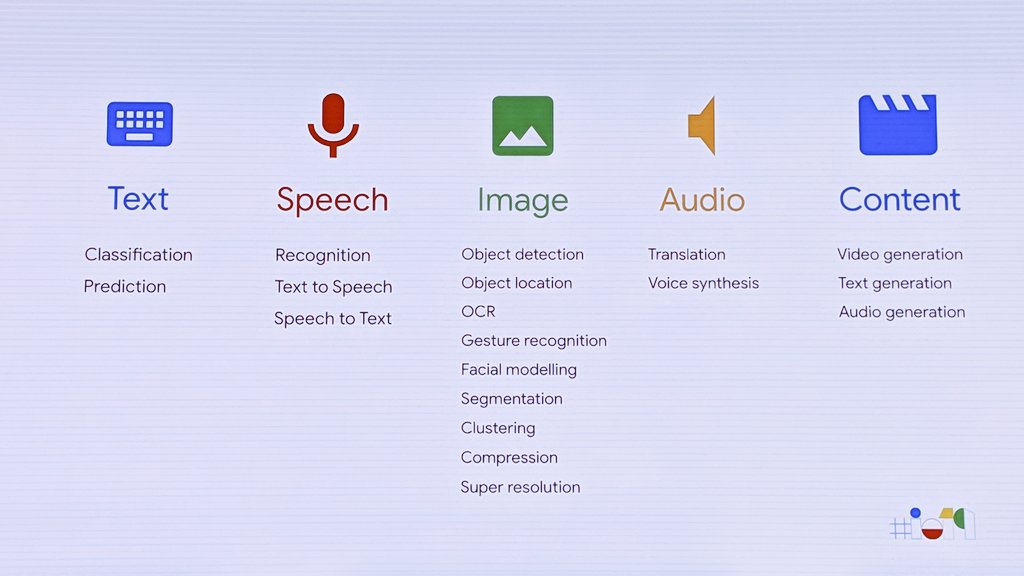 Text
Classification
Prediction
Speech
Recognition
Text to Speech
Speech to Text
Image
Object detection
Object location
OCR
Gesture recognition
Facial modelling
Segmentation
Clustering
Compression
Super resolution
Audio
Translation
Voice synthesis
Content
Video generation
Text generation
Audio generation
#io19